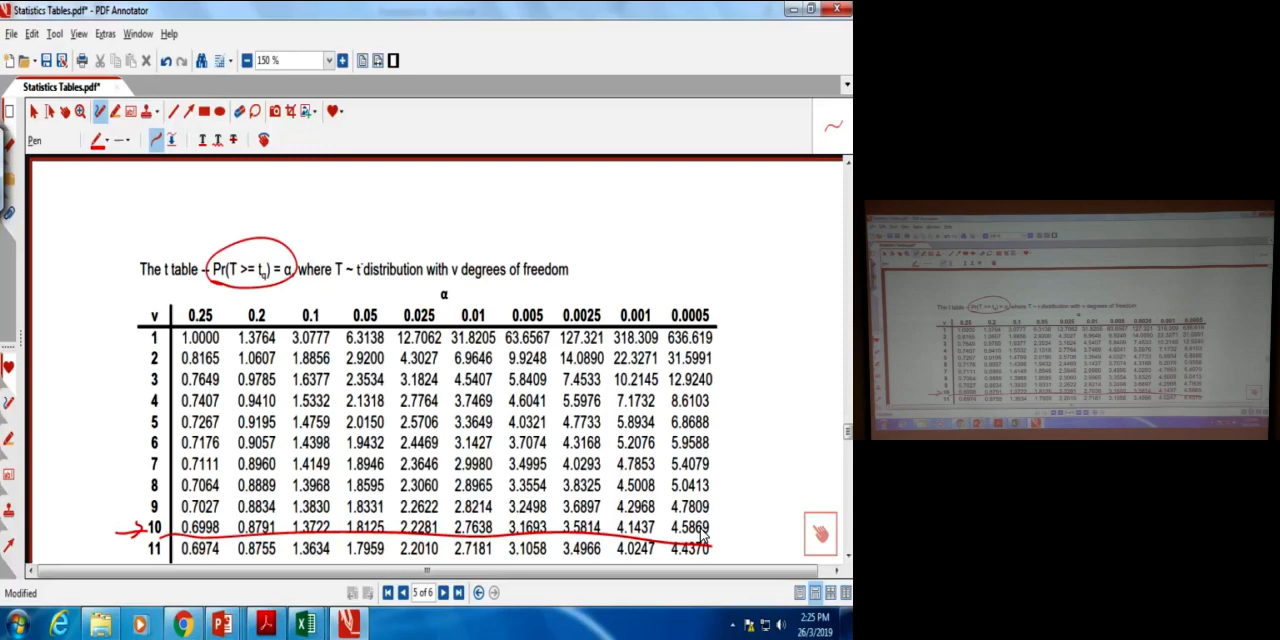 Statistics Tables.pdf* - PDF Annotator
File Edit Tool View Extras Window Help
150 %
Statistics Tables.pdf*
Pen
The t table – Pr(T >= tα) = α, where T ~ t distribution with v degrees of freedom
α
v 0.25 0.2 0.1 0.05 0.025 0.01 0.005 0.0025 0.001 0.0005
1 1.0000 1.3764 3.0777 6.3138 12.7062 31.8205 63.6567 127.321 318.309 636.619
2 0.8165 1.0607 1.8856 2.9200 4.3027 6.9646 9.9248 14.0890 22.3271 31.5991
3 0.7649 0.9785 1.6377 2.3534 3.1824 4.5407 5.8409 7.4533 10.2145 12.9240
4 0.7407 0.9410 1.5332 2.1318 2.7764 3.7469 4.6041 5.5976 7.1732 8.6103
5 0.7267 0.9195 1.4759 2.0150 2.5706 3.3649 4.0321 4.7733 5.8934 6.8688
6 0.7176 0.9057 1.4398 1.9432 2.4469 3.1427 3.7074 4.3168 5.2076 5.9588
7 0.7111 0.8960 1.4149 1.8946 2.3646 2.9980 3.4995 4.0293 4.7853 5.4079
8 0.7064 0.8889 1.3968 1.8595 2.3060 2.8965 3.3554 3.8325 4.5008 5.0413
9 0.7027 0.8834 1.3830 1.8331 2.2622 2.8214 3.2498 3.6897 4.2968 4.7809
10 0.6998 0.8791 1.3722 1.8125 2.2281 2.7638 3.1693 3.5814 4.1437 4.5869
11 0.6974 0.8755 1.3634 1.7959 2.2010 2.7181 3.1058 3.4966 4.0247 4.4370
Modified
5 of 6
2:25 PM
26/3/2019